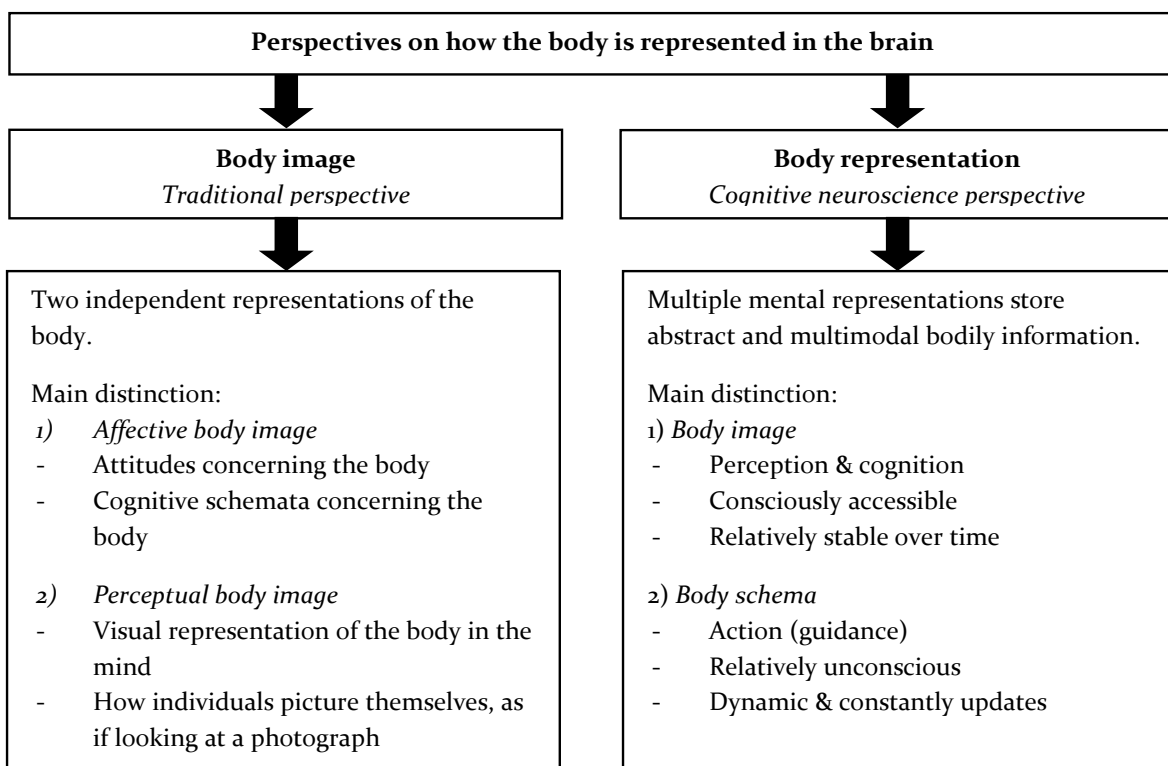 Perspectives on how the body is represented in the brain
Body image
Traditional perspective
Body representation
Cognitive neuroscience perspective
Two independent representations of the
body.
Main distinction:
1) Affective body image
- Attitudes concerning the body
- Cognitive schemata concerning the
body
2) Perceptual body image
- Visual representation of the body in the
mind
- How individuals picture themselves, as
if looking at a photograph
Multiple mental representations store
abstract and multimodal bodily information.
Main distinction:
1) Body image
- Perception & cognition
- Consciously accessible
- Relatively stable over time
2) Body schema
- Action (guidance)
- Relatively unconscious
- Dynamic & constantly updates